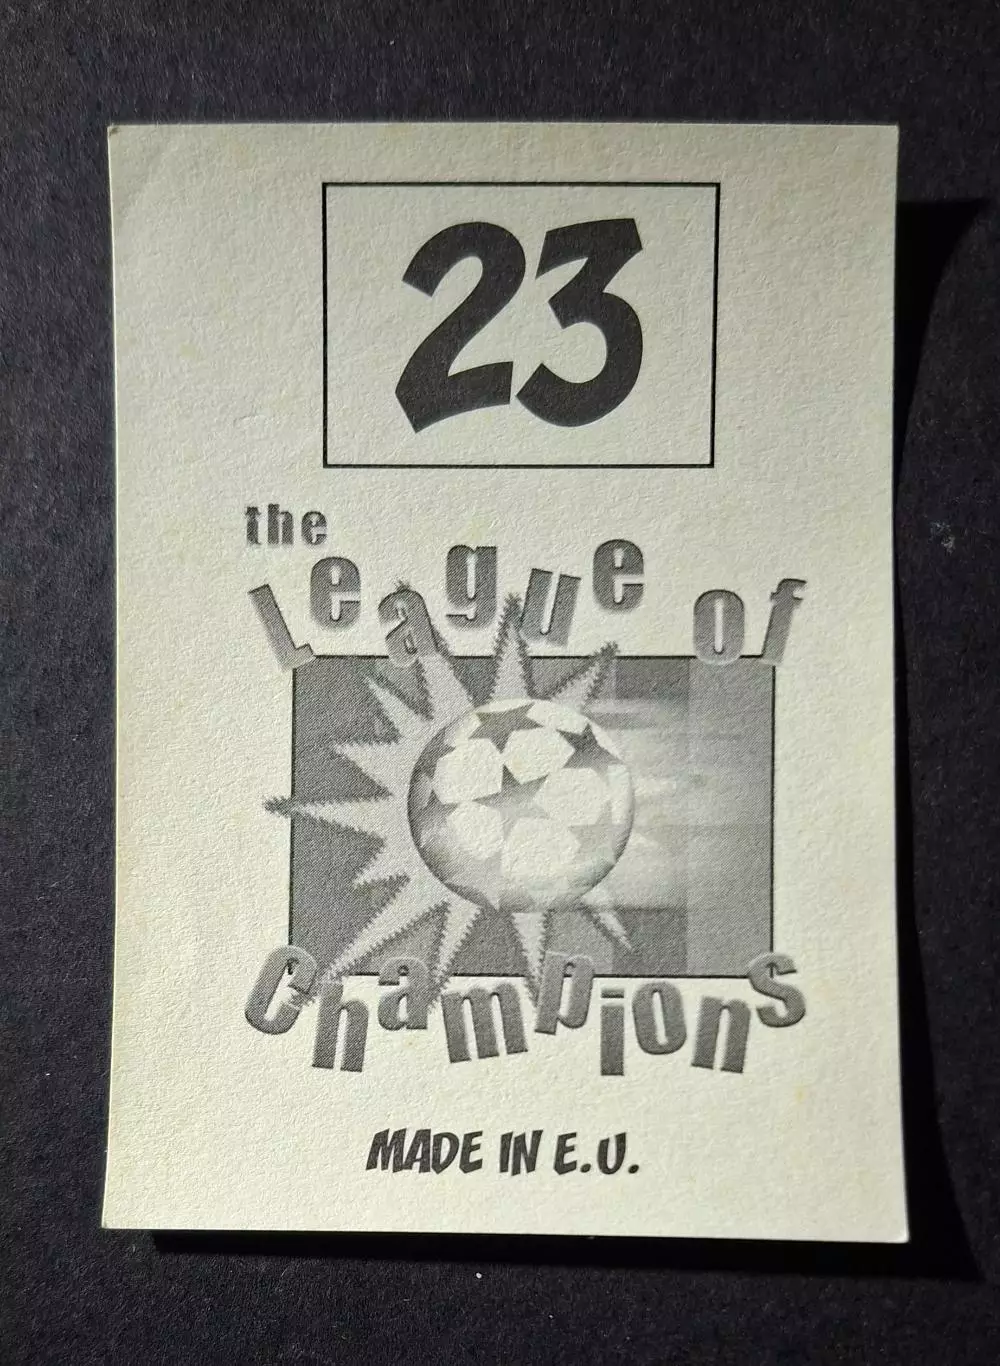 23
the
League of
Champions
MADE IN E.U.